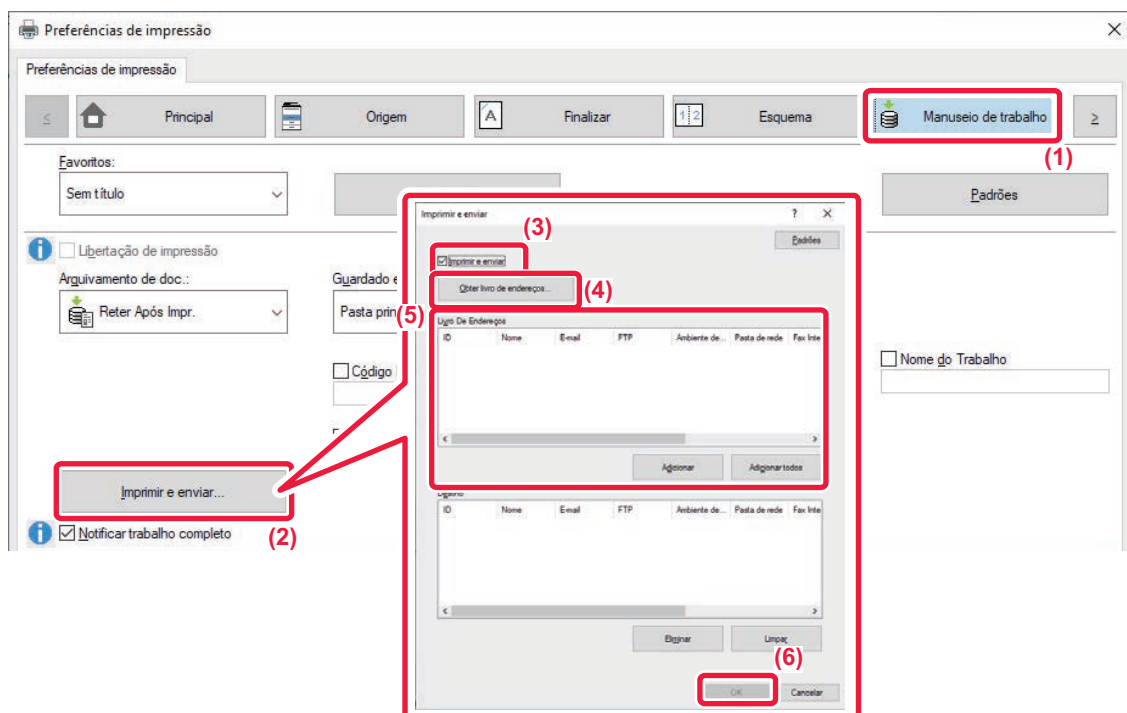 Preferências de impressão
Preferências de impressão
Principal
Origem
Finalizar
1 2
Esquema
Manuseio de trabalho
(1)
Favoritos:
Sem título
Padrões
Libertação de impressão
Arquivamento de doc.:
Reter Após Impr.
Guardado e
Pasta prin
Código
Nome do Trabalho
Imprimir e enviar...
(2)
Notificar trabalho completo
Imprimir e enviar
?
Padrões
(3)
Imprimir e enviar
Obter livro de endereços...
(4)
(5)
Livro De Endereços
ID Nome E-mail FTP Ambiente de... Pasta de rede Fax Inte
Adicionar Adicionar todos
ID Nome E-mail FTP Ambiente de... Pasta de rede Fax Inte
Eliminar Limpar
(6)
OK Cancelar